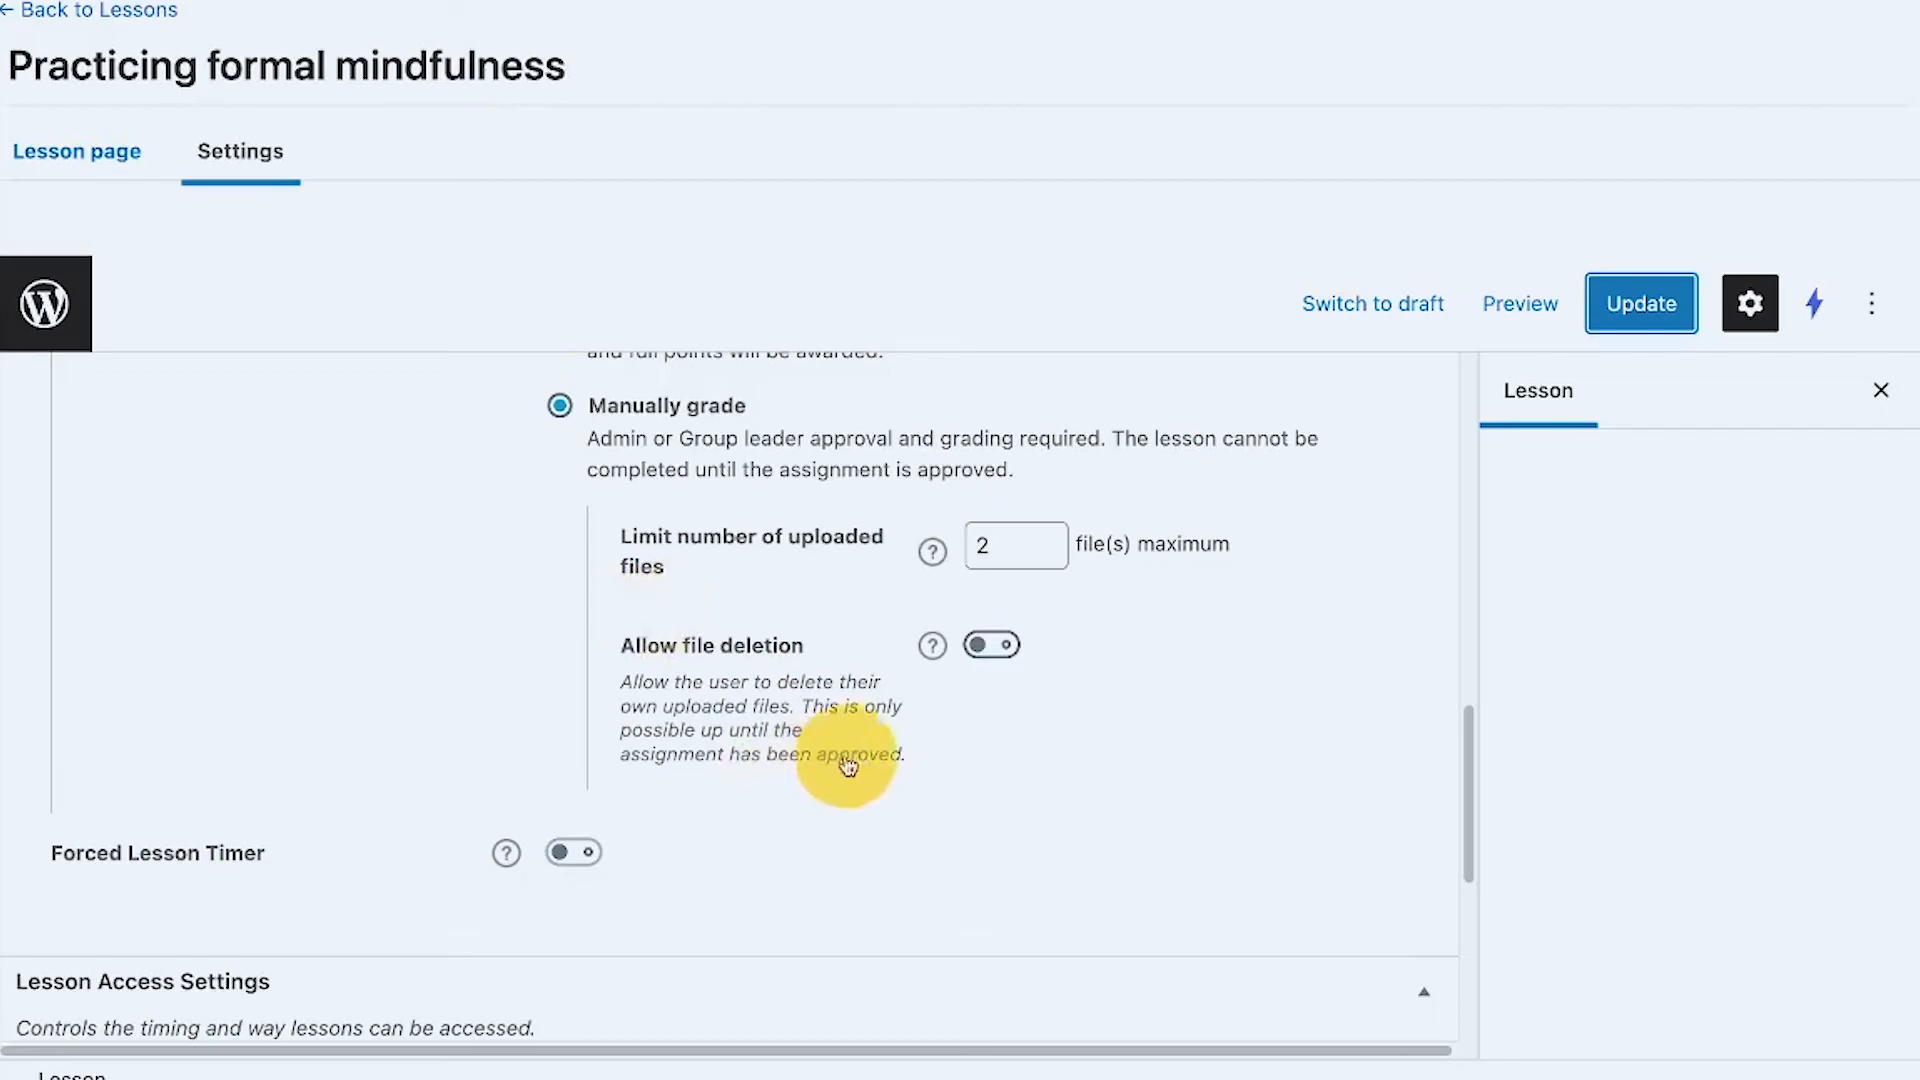 ← Back to Lessons
Practicing formal mindfulness
Lesson page
Settings
Switch to draft
Preview
Update
and full points will be awarded.
Manually grade
Admin or Group leader approval and grading required. The lesson cannot be
completed until the assignment is approved.
Limit number of uploaded
files
? 2 file(s) maximum
Allow file deletion ?
Allow the user to delete their
own uploaded files. This is only
possible up until the
assignment has been approved.
Forced Lesson Timer ?
Lesson Access Settings
Controls the timing and way lessons can be accessed.
Lesson
Lesson